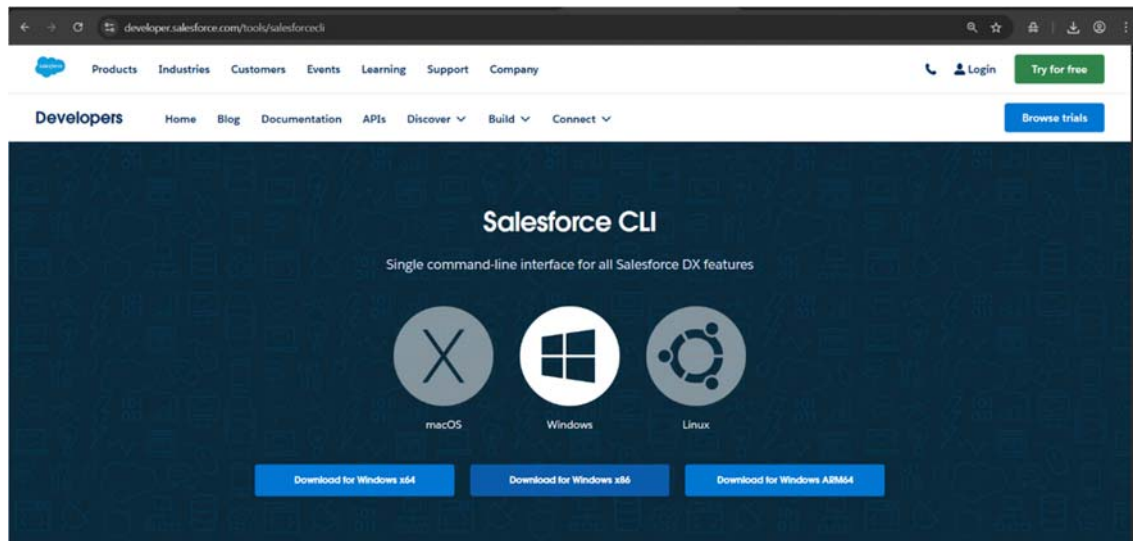 developer.salesforce.com/tools/salesforcecli
salesforce Products Industries Customers Events Learning Support Company Login Try for free
Developers Home Blog Documentation APIs Discover Build Connect Browse trials
Salesforce CLI
Single command-line interface for all Salesforce DX features
macOS Windows Linux
Download for Windows x64 Download for Windows x86 Download for Windows ARM64